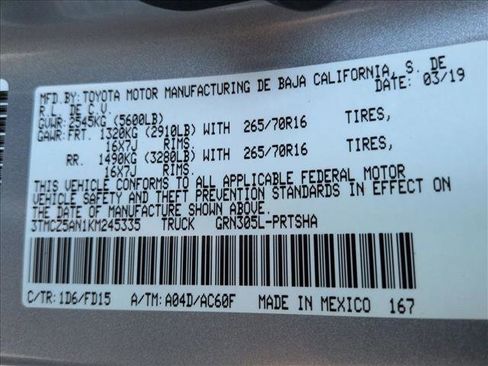 MFD.BY: TOYOTA MOTOR MANUFACTURING DE BAJA CALIFORNIA, S. DE
R.L. DE C.V. DATE: 03/19
GVWR: 2545KG (5600LB)
GAWR: FRT. 1320KG (2910LB) WITH 265/70R16 TIRES,
16X7J RIMS.
RR. 1490KG (3280LB) WITH 265/70R16 TIRES,
16X7J RIMS.
THIS VEHICLE CONFORMS TO ALL APPLICABLE FEDERAL MOTOR
VEHICLE SAFETY AND THEFT PREVENTION STANDARDS IN EFFECT ON
THE DATE OF MANUFACTURE SHOWN ABOVE.
3TMCZ5AN1KM245335 TRUCK GRN305L-PRTSHA
C/TR: 1D6/FD15 A/TM: A04D/AC60F MADE IN MEXICO 167